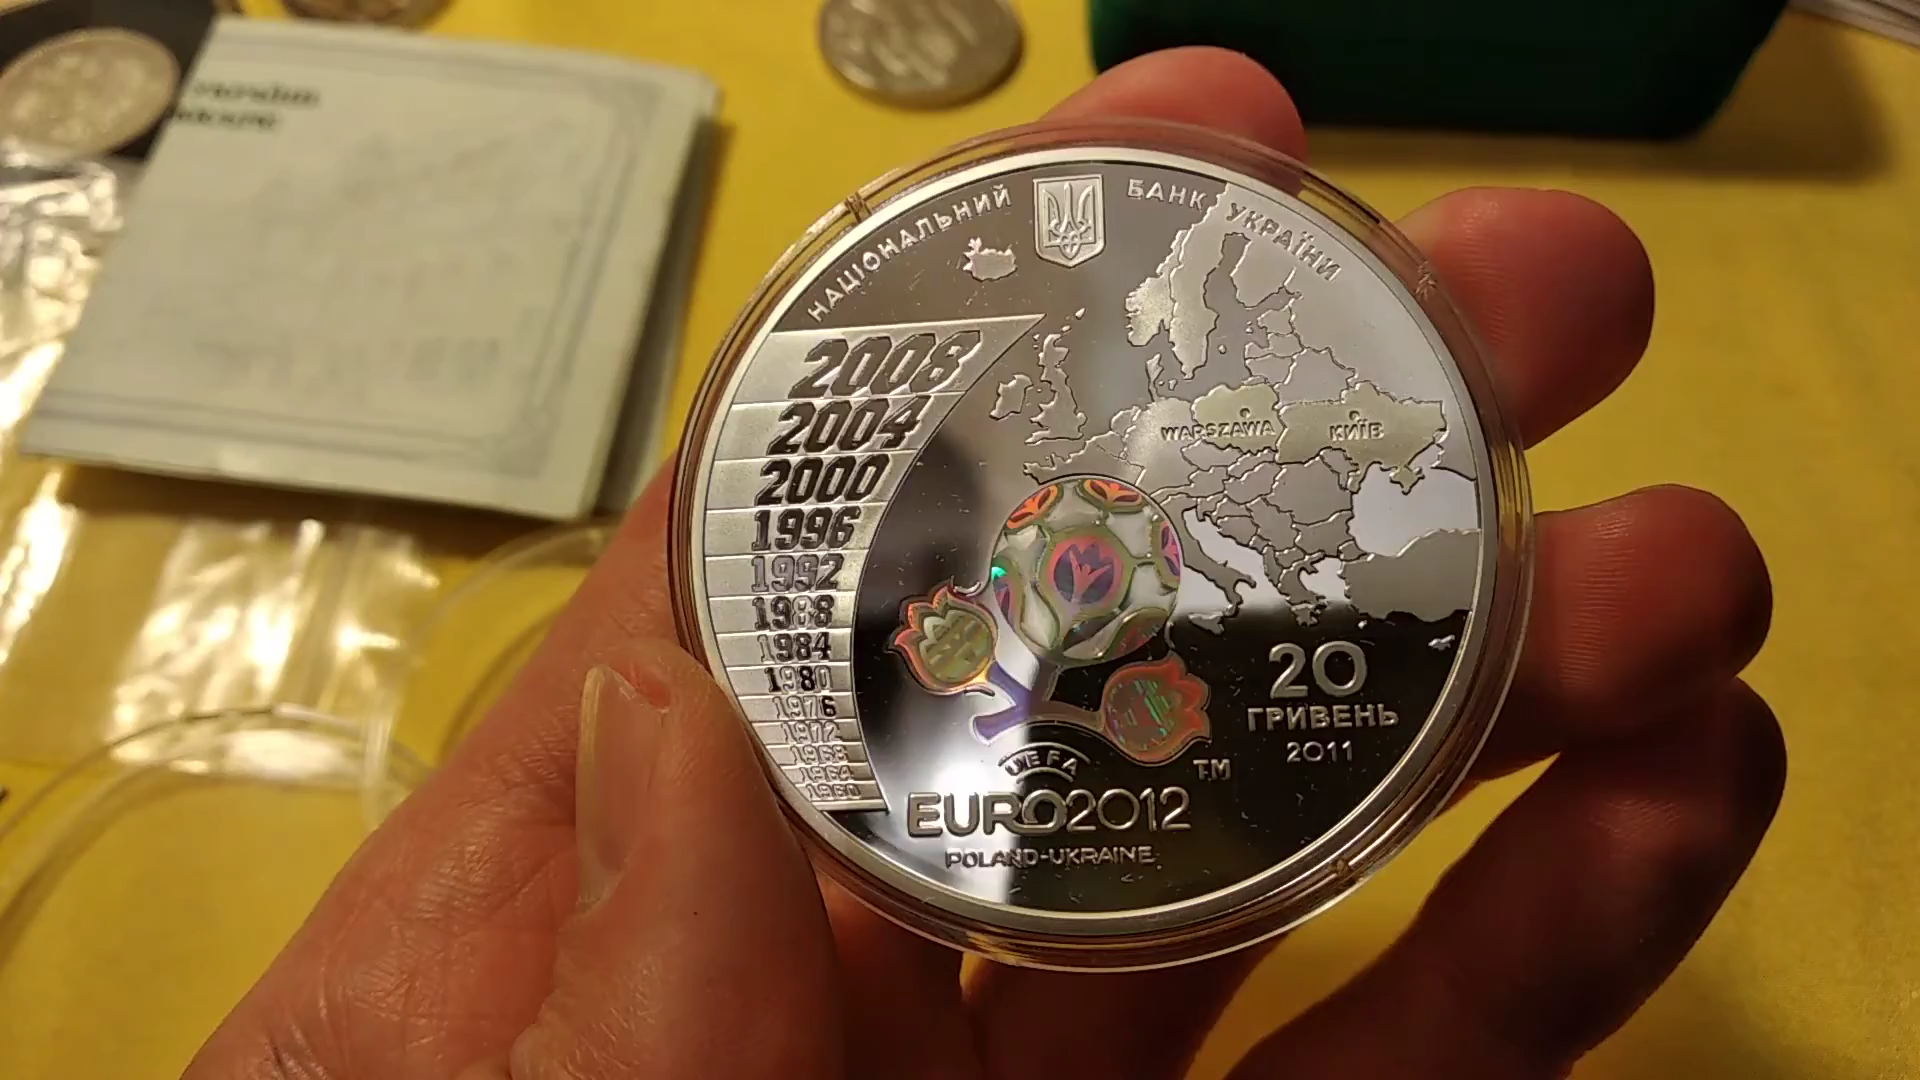 НАЦІОНАЛЬНИЙ БАНК УКРАЇНИ
2008
2004
2000
1996
1992
1988
1984
1980
1976
1972
1968
1964
1960
WARSZAWA
КИЇВ
20
ГРИВЕНЬ
2011
UEFA
TM
EURO2012
POLAND-UKRAINE